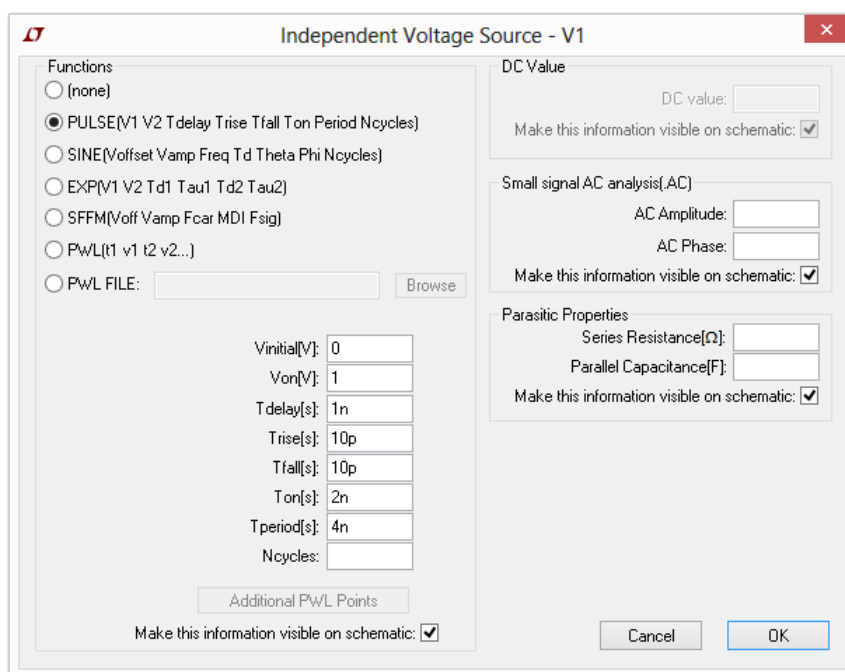 Independent Voltage Source - V1
Functions
(none)
PULSE(V1 V2 Tdelay Trise Tfall Ton Period Ncycles)
SINE(Voffset Vamp Freq Td Theta Phi Ncycles)
EXP(V1 V2 Td1 Tau1 Td2 Tau2)
SFFM(Voff Vamp Fcar MDI Fsig)
PWL(t1 v1 t2 v2...)
PWL FILE:
Browse
Vinitial[V]: 0
Von[V]: 1
Tdelay[s]: 1n
Trise[s]: 10p
Tfall[s]: 10p
Ton[s]: 2n
Tperiod[s]: 4n
Ncycles:
Additional PWL Points
Make this information visible on schematic:
DC Value
DC value:
Make this information visible on schematic:
Small signal AC analysis(.AC)
AC Amplitude:
AC Phase:
Make this information visible on schematic:
Parasitic Properties
Series Resistance[Ω]:
Parallel Capacitance[F]:
Make this information visible on schematic:
Cancel
OK